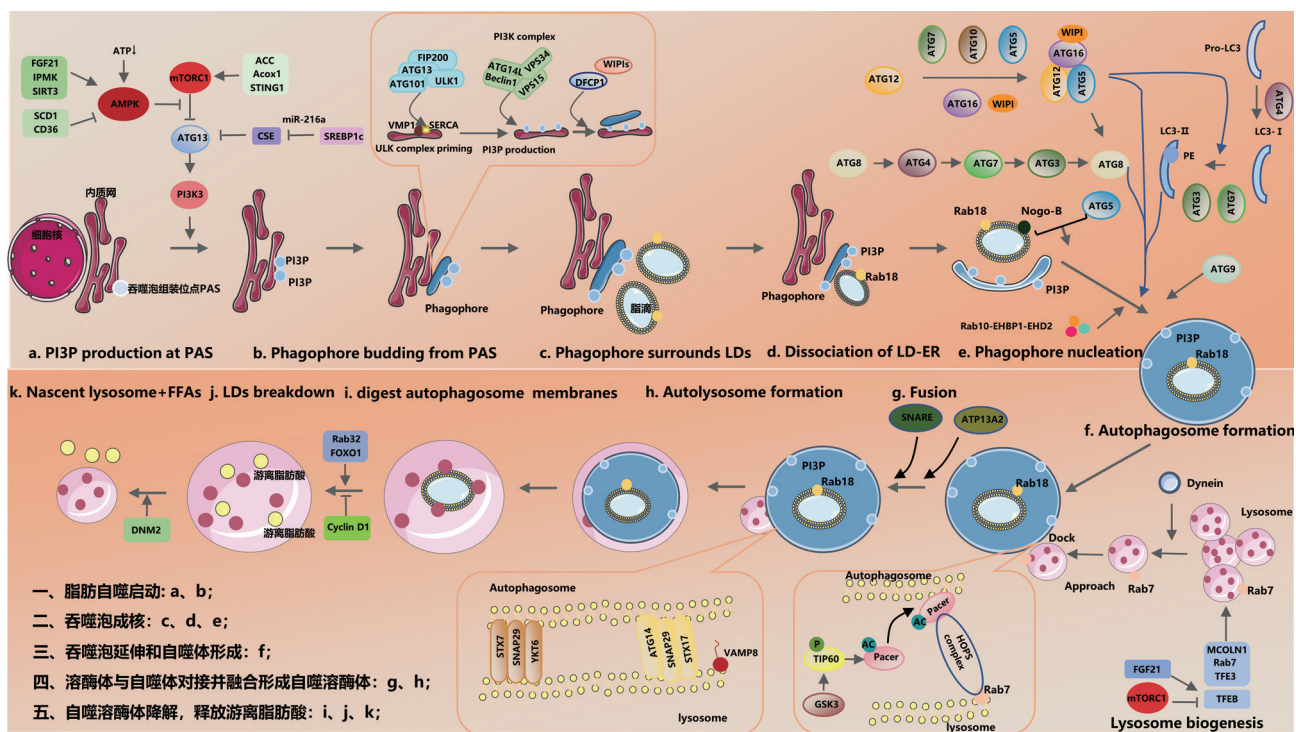 FGF21
IPMK
SIRT3
SCD1
CD36
ATP↓
AMPK
mTORC1
ACC
Acox1
STING1
ATG13
CSE
miR-216a
SREBP1c
PI3K3
内质网
细胞核
吞噬泡组装位点PAS
PI3P
PI3P
a. PI3P production at PAS
b. Phagophore budding from PAS
PI3K complex
FIP200
ATG13
ATG101
ULK1
ATG14L
VPS34
Beclin1
VPS15
WIPIs
DFCP1
VMP1
SERCA
ULK complex priming
PI3P production
Phagophore
Phagophore
脂滴
c. Phagophore surrounds LDs
PI3P
Rab18
Phagophore
d. Dissociation of LD-ER
ATG7
ATG10
ATG5
ATG12
ATG16
WIPI
WIPI
ATG16
ATG12
ATG5
Pro-LC3
ATG4
LC3-Ⅱ
LC3-Ⅰ
PE
ATG3
ATG7
ATG8
ATG4
ATG7
ATG3
ATG8
Rab18
Nogo-B
ATG5
PI3P
ATG9
Rab10-EHBP1-EHD2
e. Phagophore nucleation
PI3P
Rab18
f. Autophagosome formation
k. Nascent lysosome+FFAs
j. LDs breakdown
i. digest autophagosome membranes
h. Autolysosome formation
g. Fusion
SNARE
ATP13A2
DNM2
游离脂肪酸
游离脂肪酸
Rab32
FOXO1
Cyclin D1
PI3P
Rab18
Rab18
Dynein
Lysosome
Dock
Approach
Rab7
Rab7
MCOLN1
Rab7
TFE3
TFEB
FGF21
mTORC1
Lysosome biogenesis
Autophagosome
STX7
SNAP29
YKT6
ATG14
SNAP29
STX17
VAMP8
lysosome
Autophagosome
P
TIP60
GSK3
AC
Pacer
AC
Pacer
HOPS
complex
Rab7
lysosome
一、脂肪自噬启动: a、b；
二、吞噬泡成核：c、d、e；
三、吞噬泡延伸和自噬体形成：f；
四、溶酶体与自噬体对接并融合形成自噬溶酶体：g、h；
五、自噬溶酶体降解，释放游离脂肪酸：i、j、k；